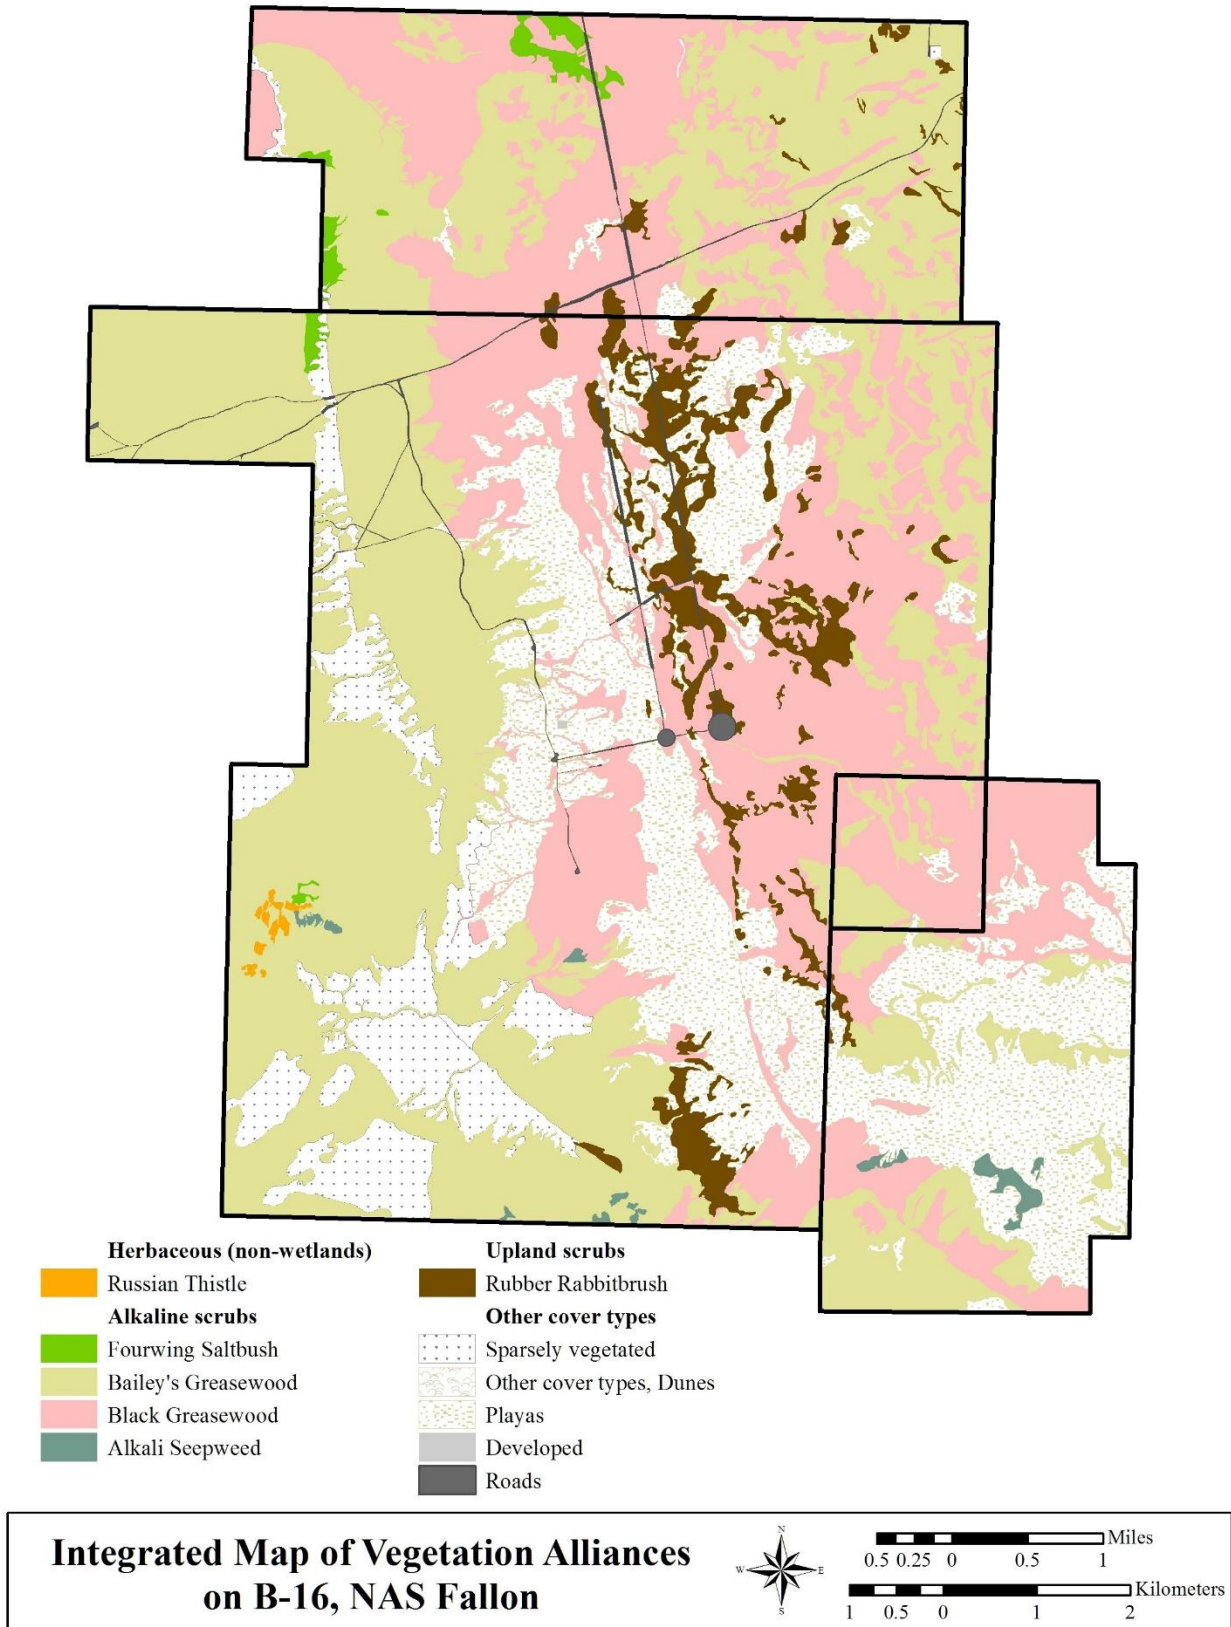 Herbaceous (non-wetlands)
Russian Thistle
Alkaline scrubs
Fourwing Saltbush
Bailey's Greasewood
Black Greasewood
Alkali Seepweed
Upland scrubs
Rubber Rabbitbrush
Other cover types
Sparsely vegetated
Other cover types, Dunes
Playas
Developed
Roads
Integrated Map of Vegetation Alliances
on B-16, NAS Fallon
N
W E
S
Miles
0.5 0.25 0 0.5 1
Kilometers
1 0.5 0 1 2